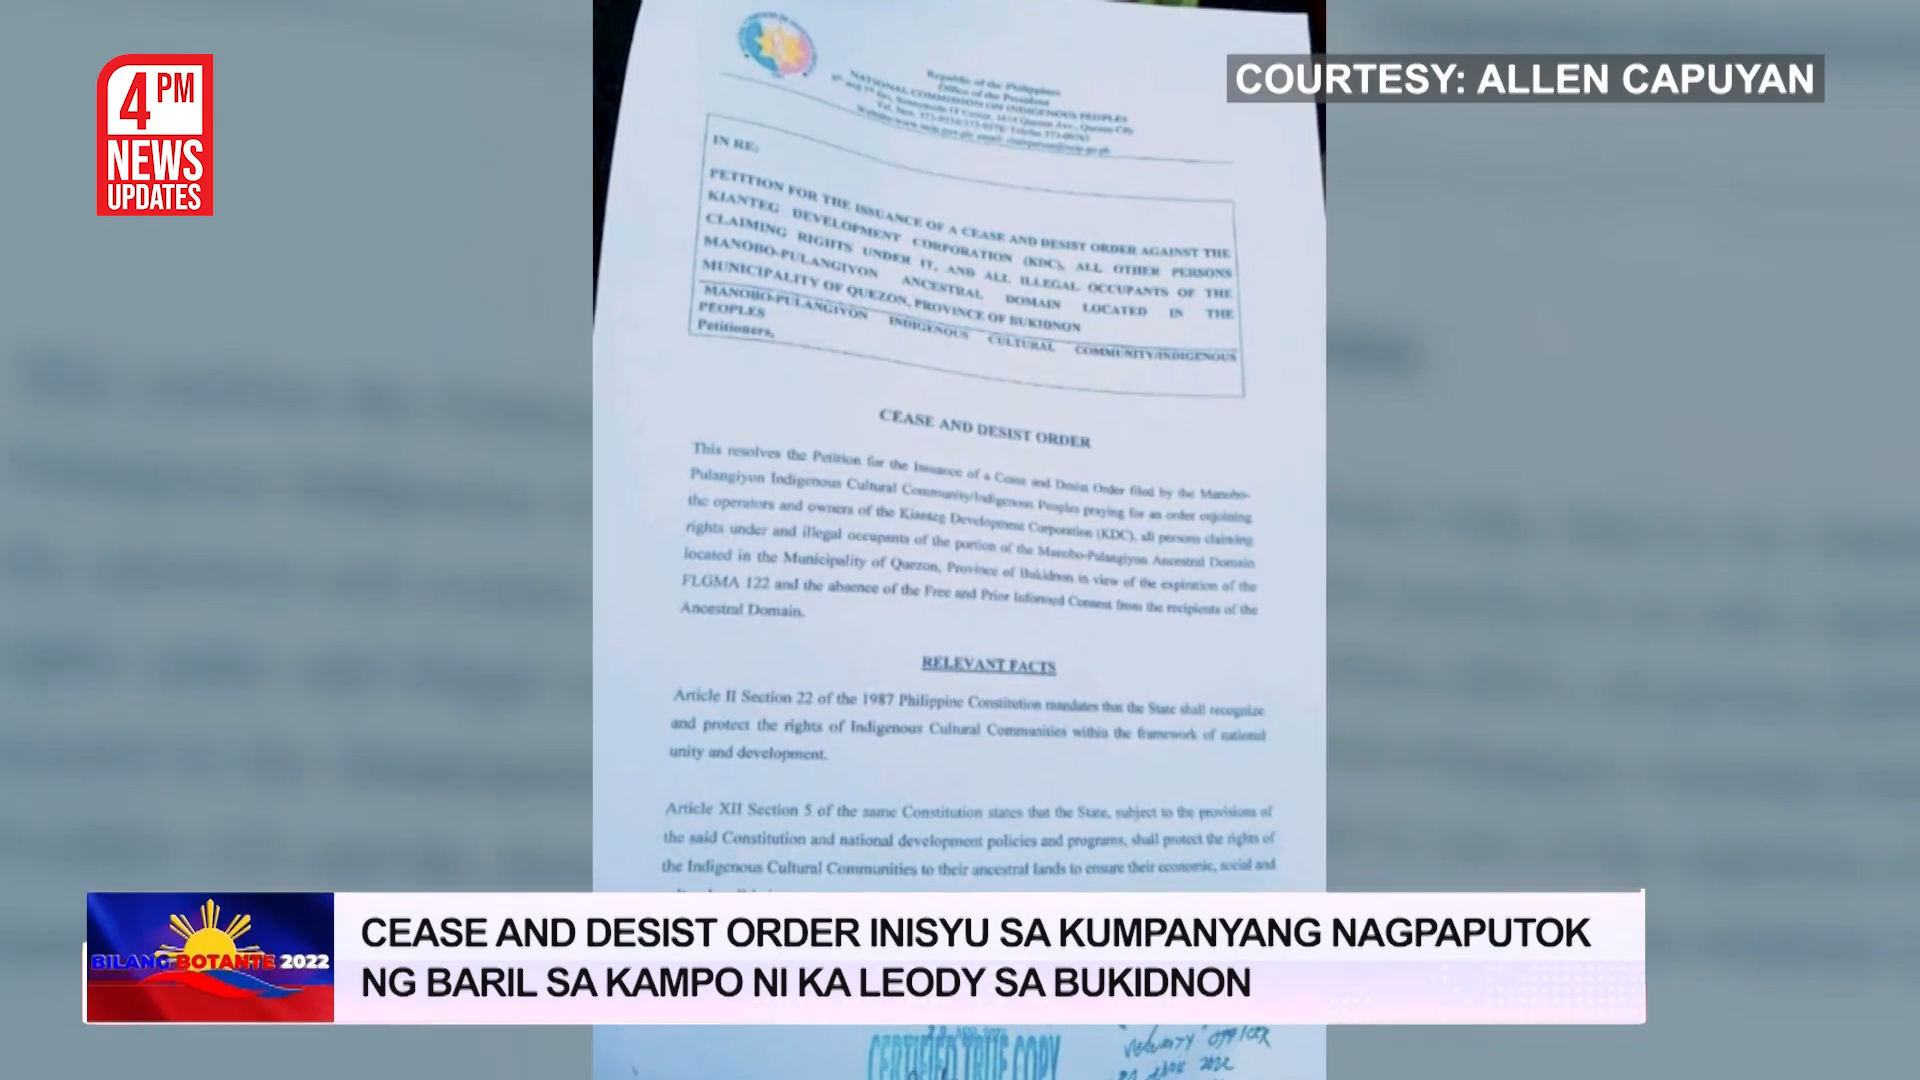 4 PM
NEWS
UPDATES
COURTESY: ALLEN CAPUYAN
Republic of the Philippines
Office of the President
NATIONAL COMMISSION ON INDIGENOUS PEOPLES
IN RE:
PETITION FOR THE ISSUANCE OF A CEASE AND DESIST ORDER AGAINST THE
KIANTEG DEVELOPMENT CORPORATION (KDC), ALL OTHER PERSONS
CLAIMING RIGHTS UNDER IT, AND ALL ILLEGAL OCCUPANTS OF THE
MANOBO-PULANGIYON ANCESTRAL DOMAIN LOCATED IN THE
MUNICIPALITY OF QUEZON, PROVINCE OF BUKIDNON
MANOBO-PULANGIYON INDIGENOUS CULTURAL COMMUNITY/INDIGENOUS
PEOPLES
Petitioners,
CEASE AND DESIST ORDER
This resolves the Petition for the Issuance of a Cease and Desist Order filed by the Manobo-
Pulangiyon Indigenous Cultural Community/Indigenous Peoples praying for an order enjoining
the operators and owners of the Kianteg Development Corporation (KDC), all persons claiming
rights under and illegal occupants of the portion of the Manobo-Pulangiyon Ancestral Domain
located in the Municipality of Quezon, Province of Bukidnon in view of the expiration of the
FLGMA 122 and the absence of the Free and Prior Informed Consent from the recipients of the
Ancestral Domain.
RELEVANT FACTS
Article II Section 22 of the 1987 Philippine Constitution mandates that the State shall recognize
and protect the rights of Indigenous Cultural Communities within the framework of national
unity and development.
Article XII Section 5 of the same Constitution states that the State, subject to the provisions of
the said Constitution and national development policies and programs, shall protect the rights of
the Indigenous Cultural Communities to their ancestral lands to ensure their economic, social and
BILANG BOTANTE 2022
CEASE AND DESIST ORDER INISYU SA KUMPANYANG NAGPAPUTOK
NG BARIL SA KAMPO NI KA LEODY SA BUKIDNON
CERTIFIED TRUE COPY